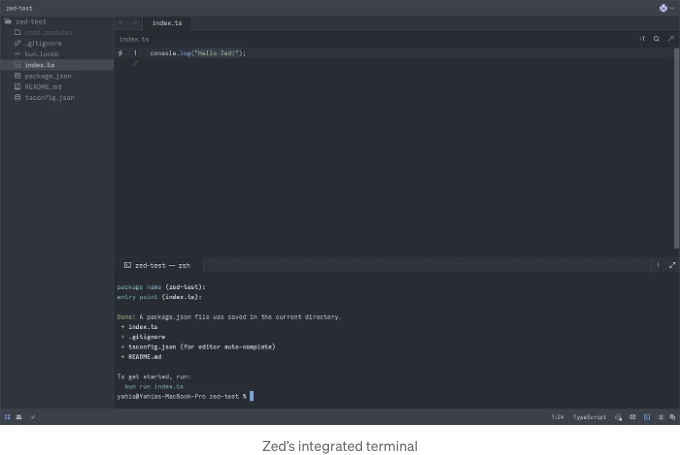 zed-test
zed-test
node_modules
.gitignore
bun.lockb
index.ts
package.json
README.md
tsconfig.json
index.ts
index.ts
1 console.log("Hello Zed!");
2
zed-test — zsh
package name (zed-test):
entry point (index.ts):
Done! A package.json file was saved in the current directory.
+ index.ts
+ .gitignore
+ tsconfig.json (for editor auto-complete)
+ README.md
To get started, run:
bun run index.ts
yahia@Yahias-MacBook-Pro zed-test %
1:24 TypeScript
Zed's integrated terminal